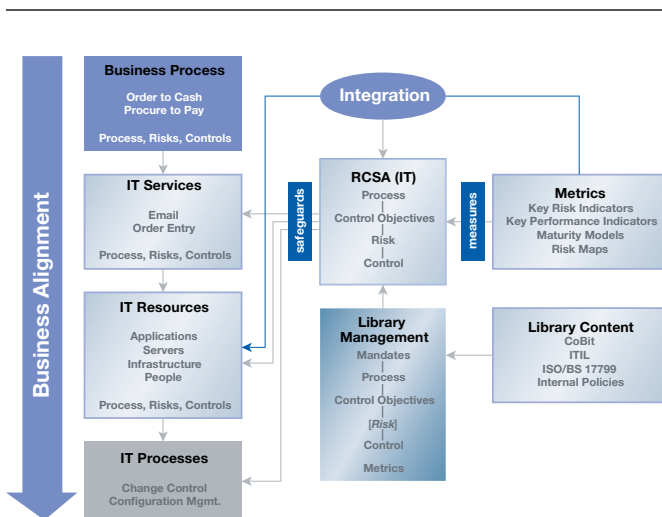 Business Alignment
Business Process
Order to Cash
Procure to Pay
Process, Risks, Controls
IT Services
Email
Order Entry
Process, Risks, Controls
IT Resources
Applications
Servers
Infrastructure
People
Process, Risks, Controls
IT Processes
Change Control
Configuration Mgmt.
Integration
safeguards
RCSA (IT)
Process
Control Objectives
Risk
Control
measures
Metrics
Key Risk Indicators
Key Performance Indicators
Maturity Models
Risk Maps
Library
Management
Mandates
Process
Control Objectives
[Risk]
Control
Metrics
Library Content
CoBit
ITIL
ISO/BS 17799
Internal Policies